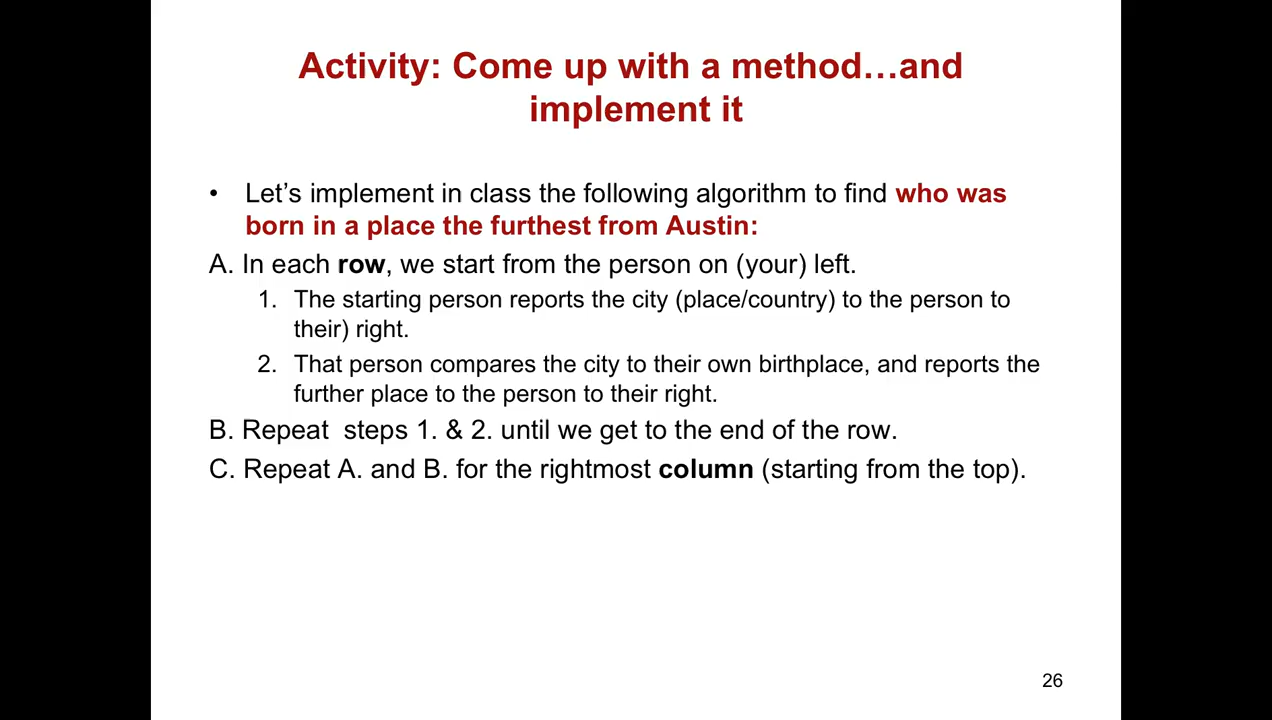 Activity: Come up with a method…and
implement it
• Let’s implement in class the following algorithm to find who was
born in a place the furthest from Austin:
A. In each row, we start from the person on (your) left.
1. The starting person reports the city (place/country) to the person to
their) right.
2. That person compares the city to their own birthplace, and reports the
further place to the person to their right.
B. Repeat steps 1. & 2. until we get to the end of the row.
C. Repeat A. and B. for the rightmost column (starting from the top).
26